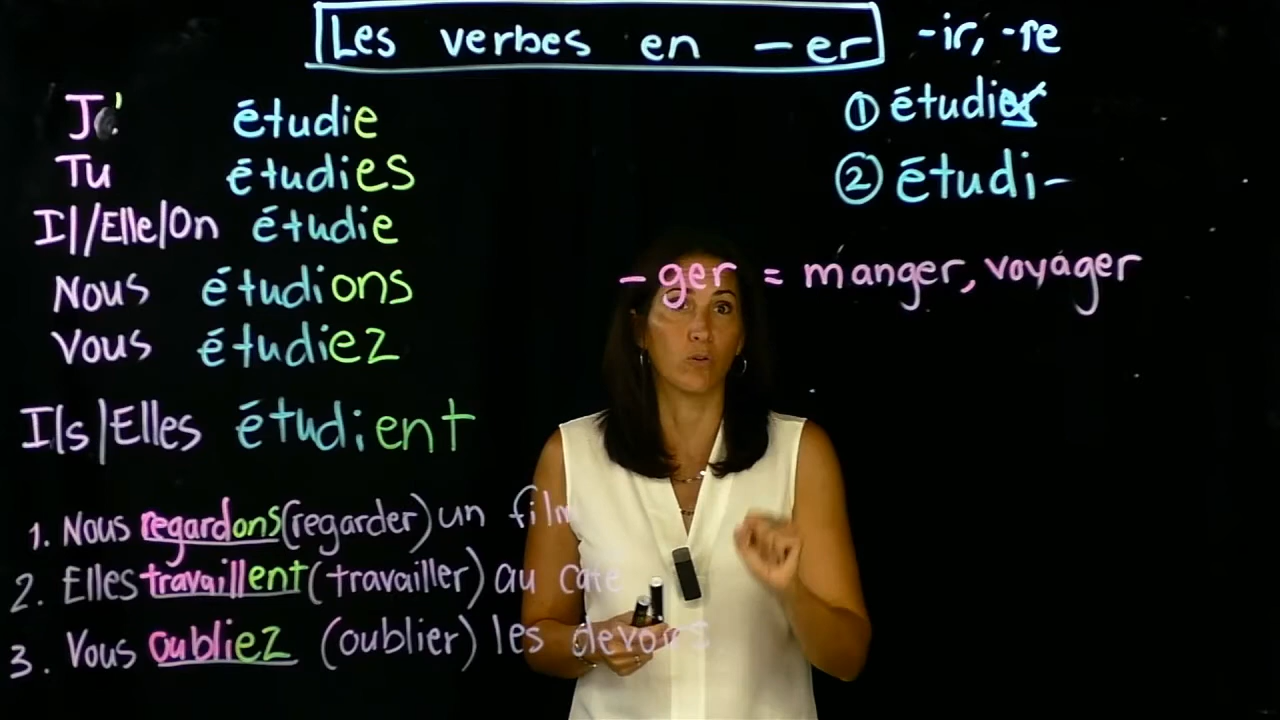 Les verbes en -er -ir, -re
J' étudie
Tu étudies
Il/Elle/On étudie
Nous étudions
Vous étudiez
Ils/Elles étudient
① étudier
② étudi-
-ger = manger, voyager
1. Nous regardons (regarder) un film
2. Elles travaillent (travailler) au café
3. Vous oubliez (oublier) les devoirs